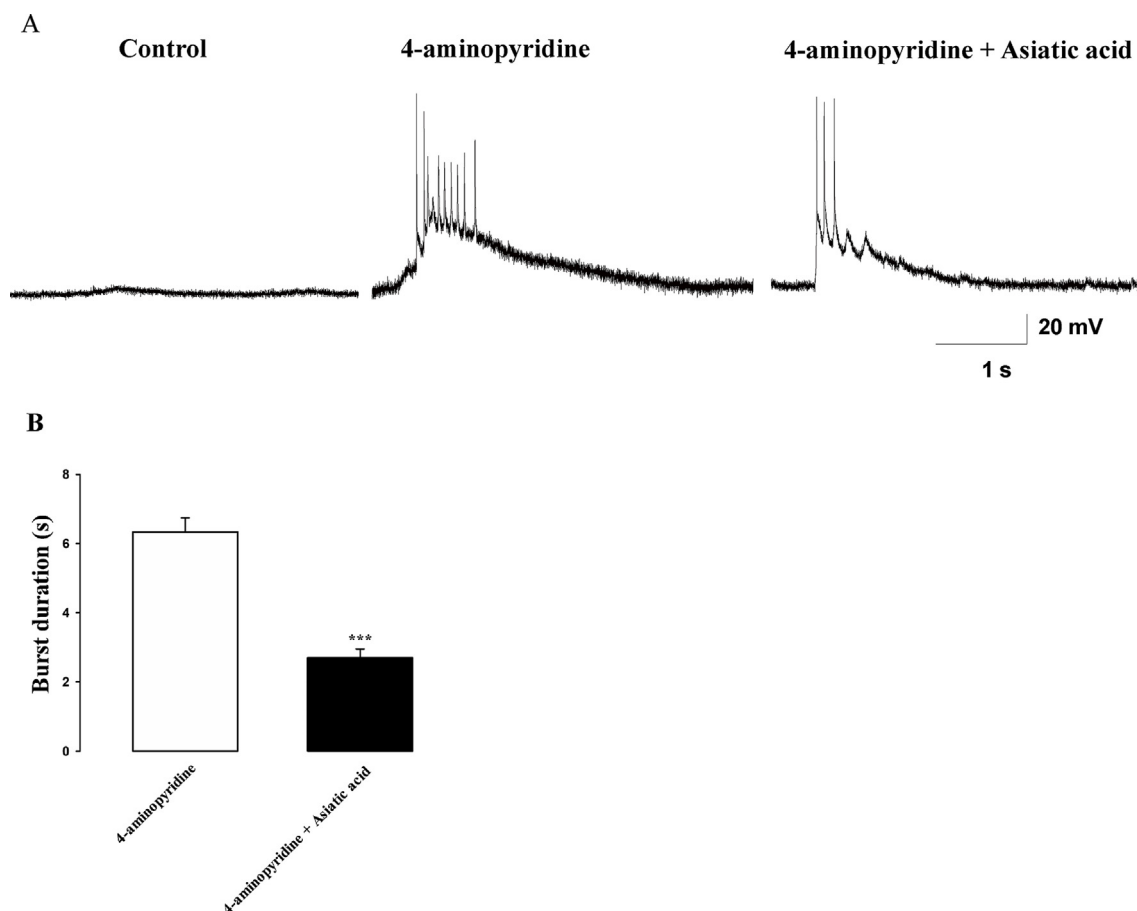 A
Control
4-aminopyridine
4-aminopyridine + Asiatic acid
20 mV
1 s
B
Burst duration (s)
8
6
4
2
0
***
4-aminopyridine
4-aminopyridine + Asiatic acid